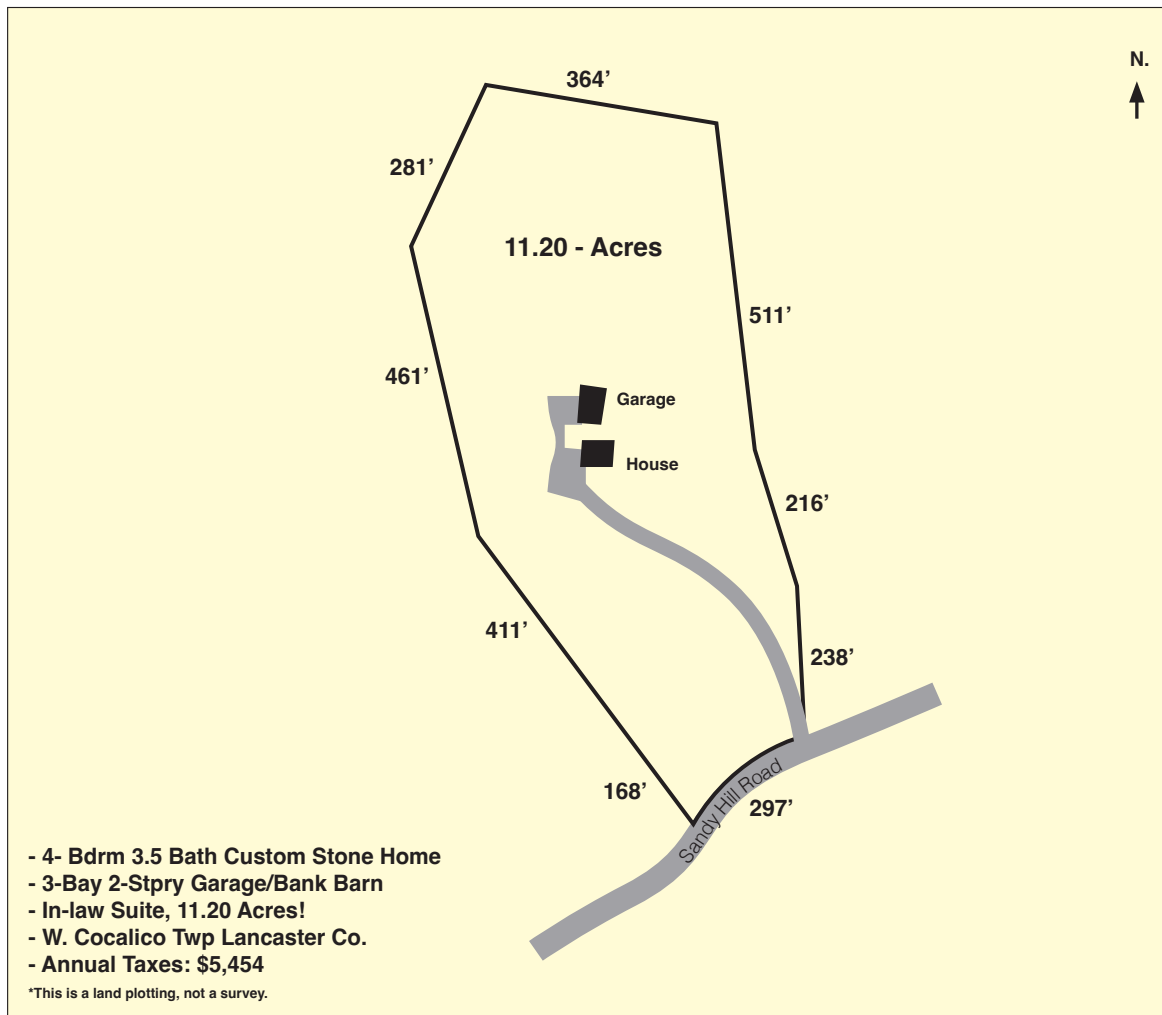 N.
364’
281’
11.20 - Acres
511’
461’
Garage
House
216’
411’
238’
168’
Sandy Hill Road
297’
- 4- Bdrm 3.5 Bath Custom Stone Home
- 3-Bay 2-Stpry Garage/Bank Barn
- In-law Suite, 11.20 Acres!
- W. Cocalico Twp Lancaster Co.
- Annual Taxes: $5,454
*This is a land plotting, not a survey.